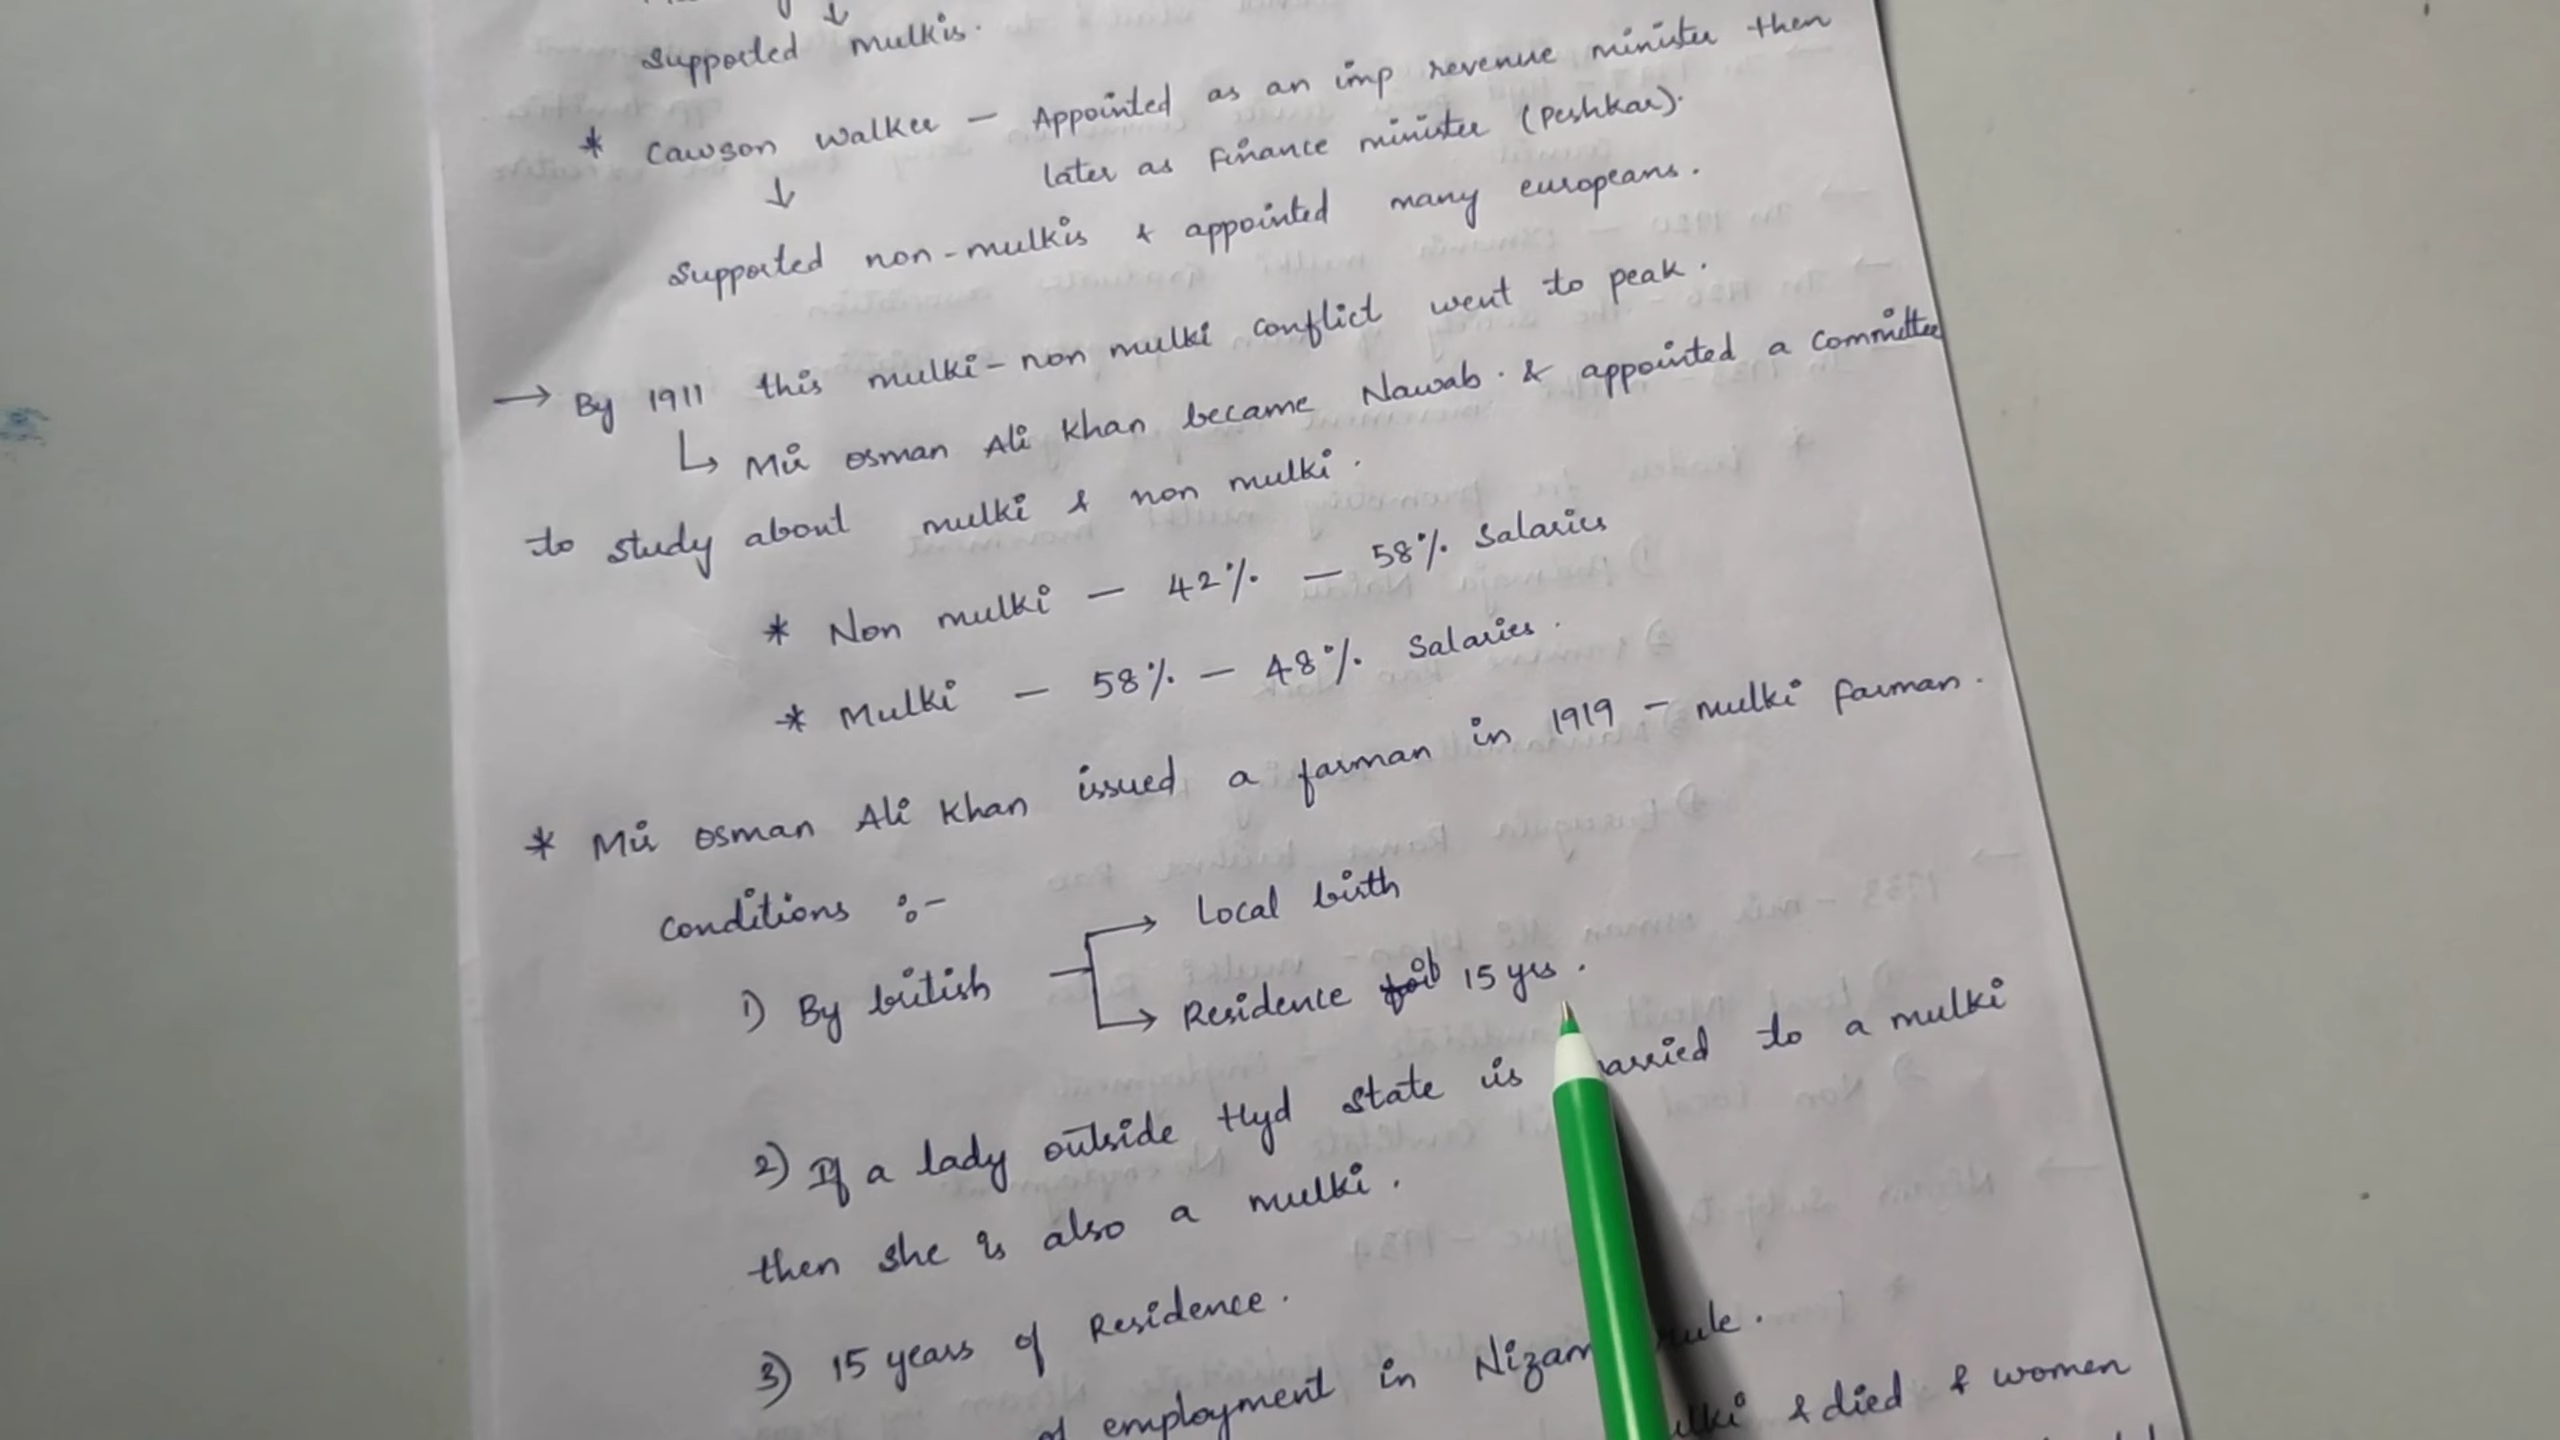 ↓
Supported mulkis.
* Cawson Walker — Appointed as an imp revenue minister then
↓ later as Finance minister (Peshkar).
Supported non-mulkis & appointed many europeans.
→ By 1911 this mulki-non mulki conflict went to peak.
↳ Mir osman Ali Khan became Nawab. & appointed a committee
to study about mulki & non mulki.
* Non mulki — 42% — 58% Salaries
* Mulki — 58% — 48% Salaries.
* Mir osman Ali Khan issued a farman in 1919 - mulki farman.
conditions :-
1) By british → Local birth
→ Residence 15 yrs.
2) If a lady outside Hyd state is married to a mulki
then she is also a mulki.
3) 15 years of Residence.
of employment in Nizam rule.
& died & women